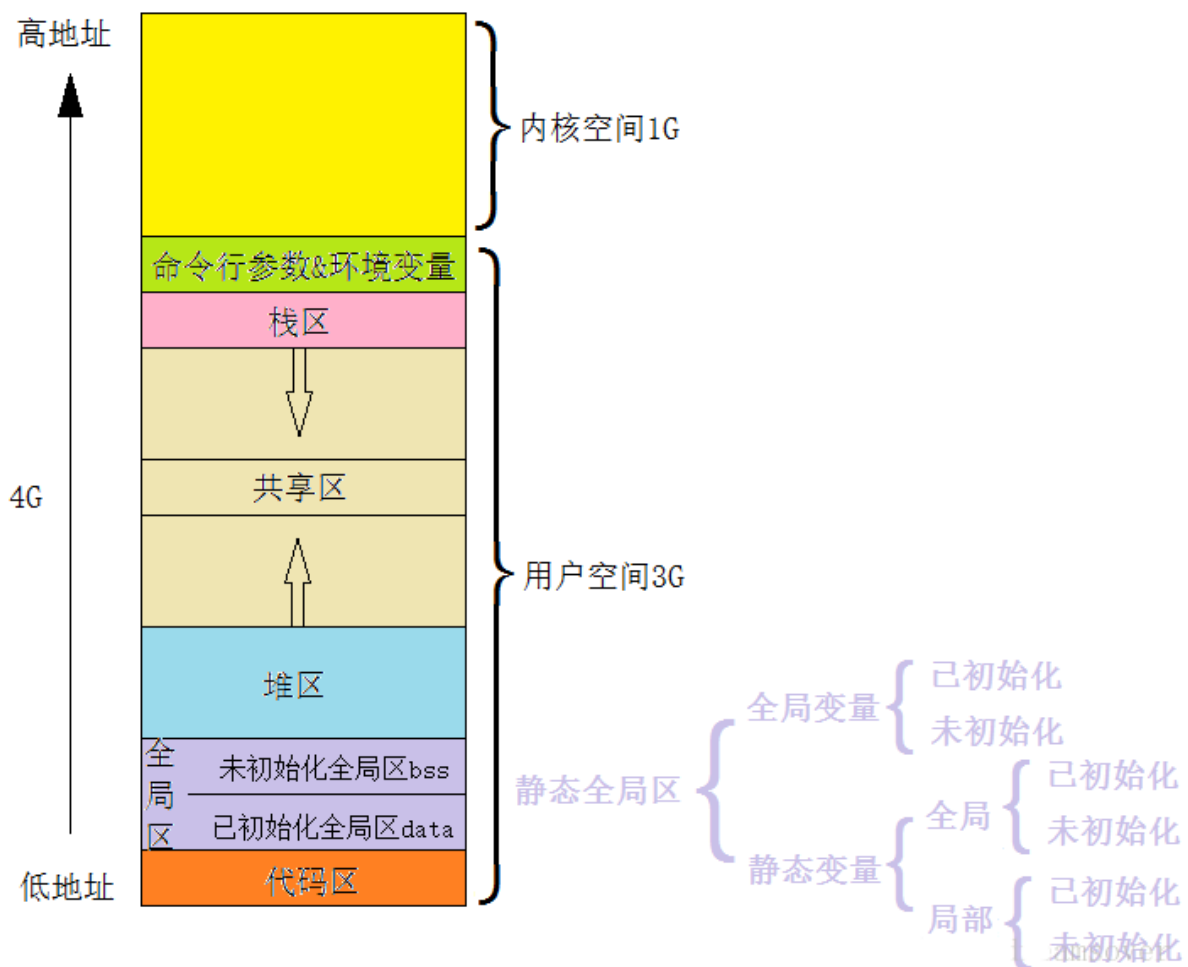 高地址
内核空间1G
命令行参数&环境变量
栈区
共享区
4G
用户空间3G
堆区
全局区
未初始化全局区bss
已初始化全局区data
代码区
低地址
静态全局区
全局变量
已初始化
未初始化
静态变量
全局
已初始化
未初始化
局部
已初始化
未初始化